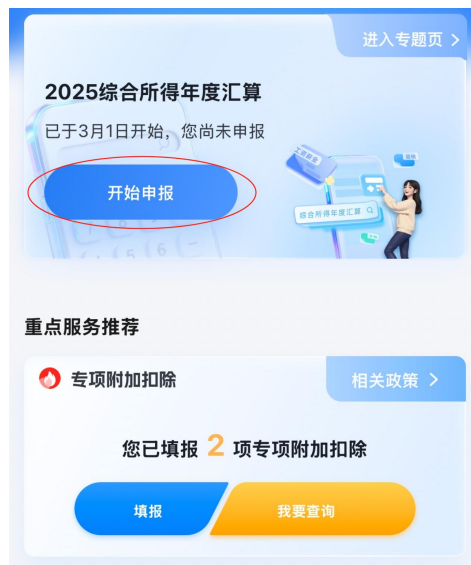 进入专题页 >
2025综合所得年度汇算
已于3月1日开始，您尚未申报
开始申报
综合所得年度汇算
重点服务推荐
专项附加扣除
相关政策 >
您已填报 2 项专项附加扣除
填报
我要查询